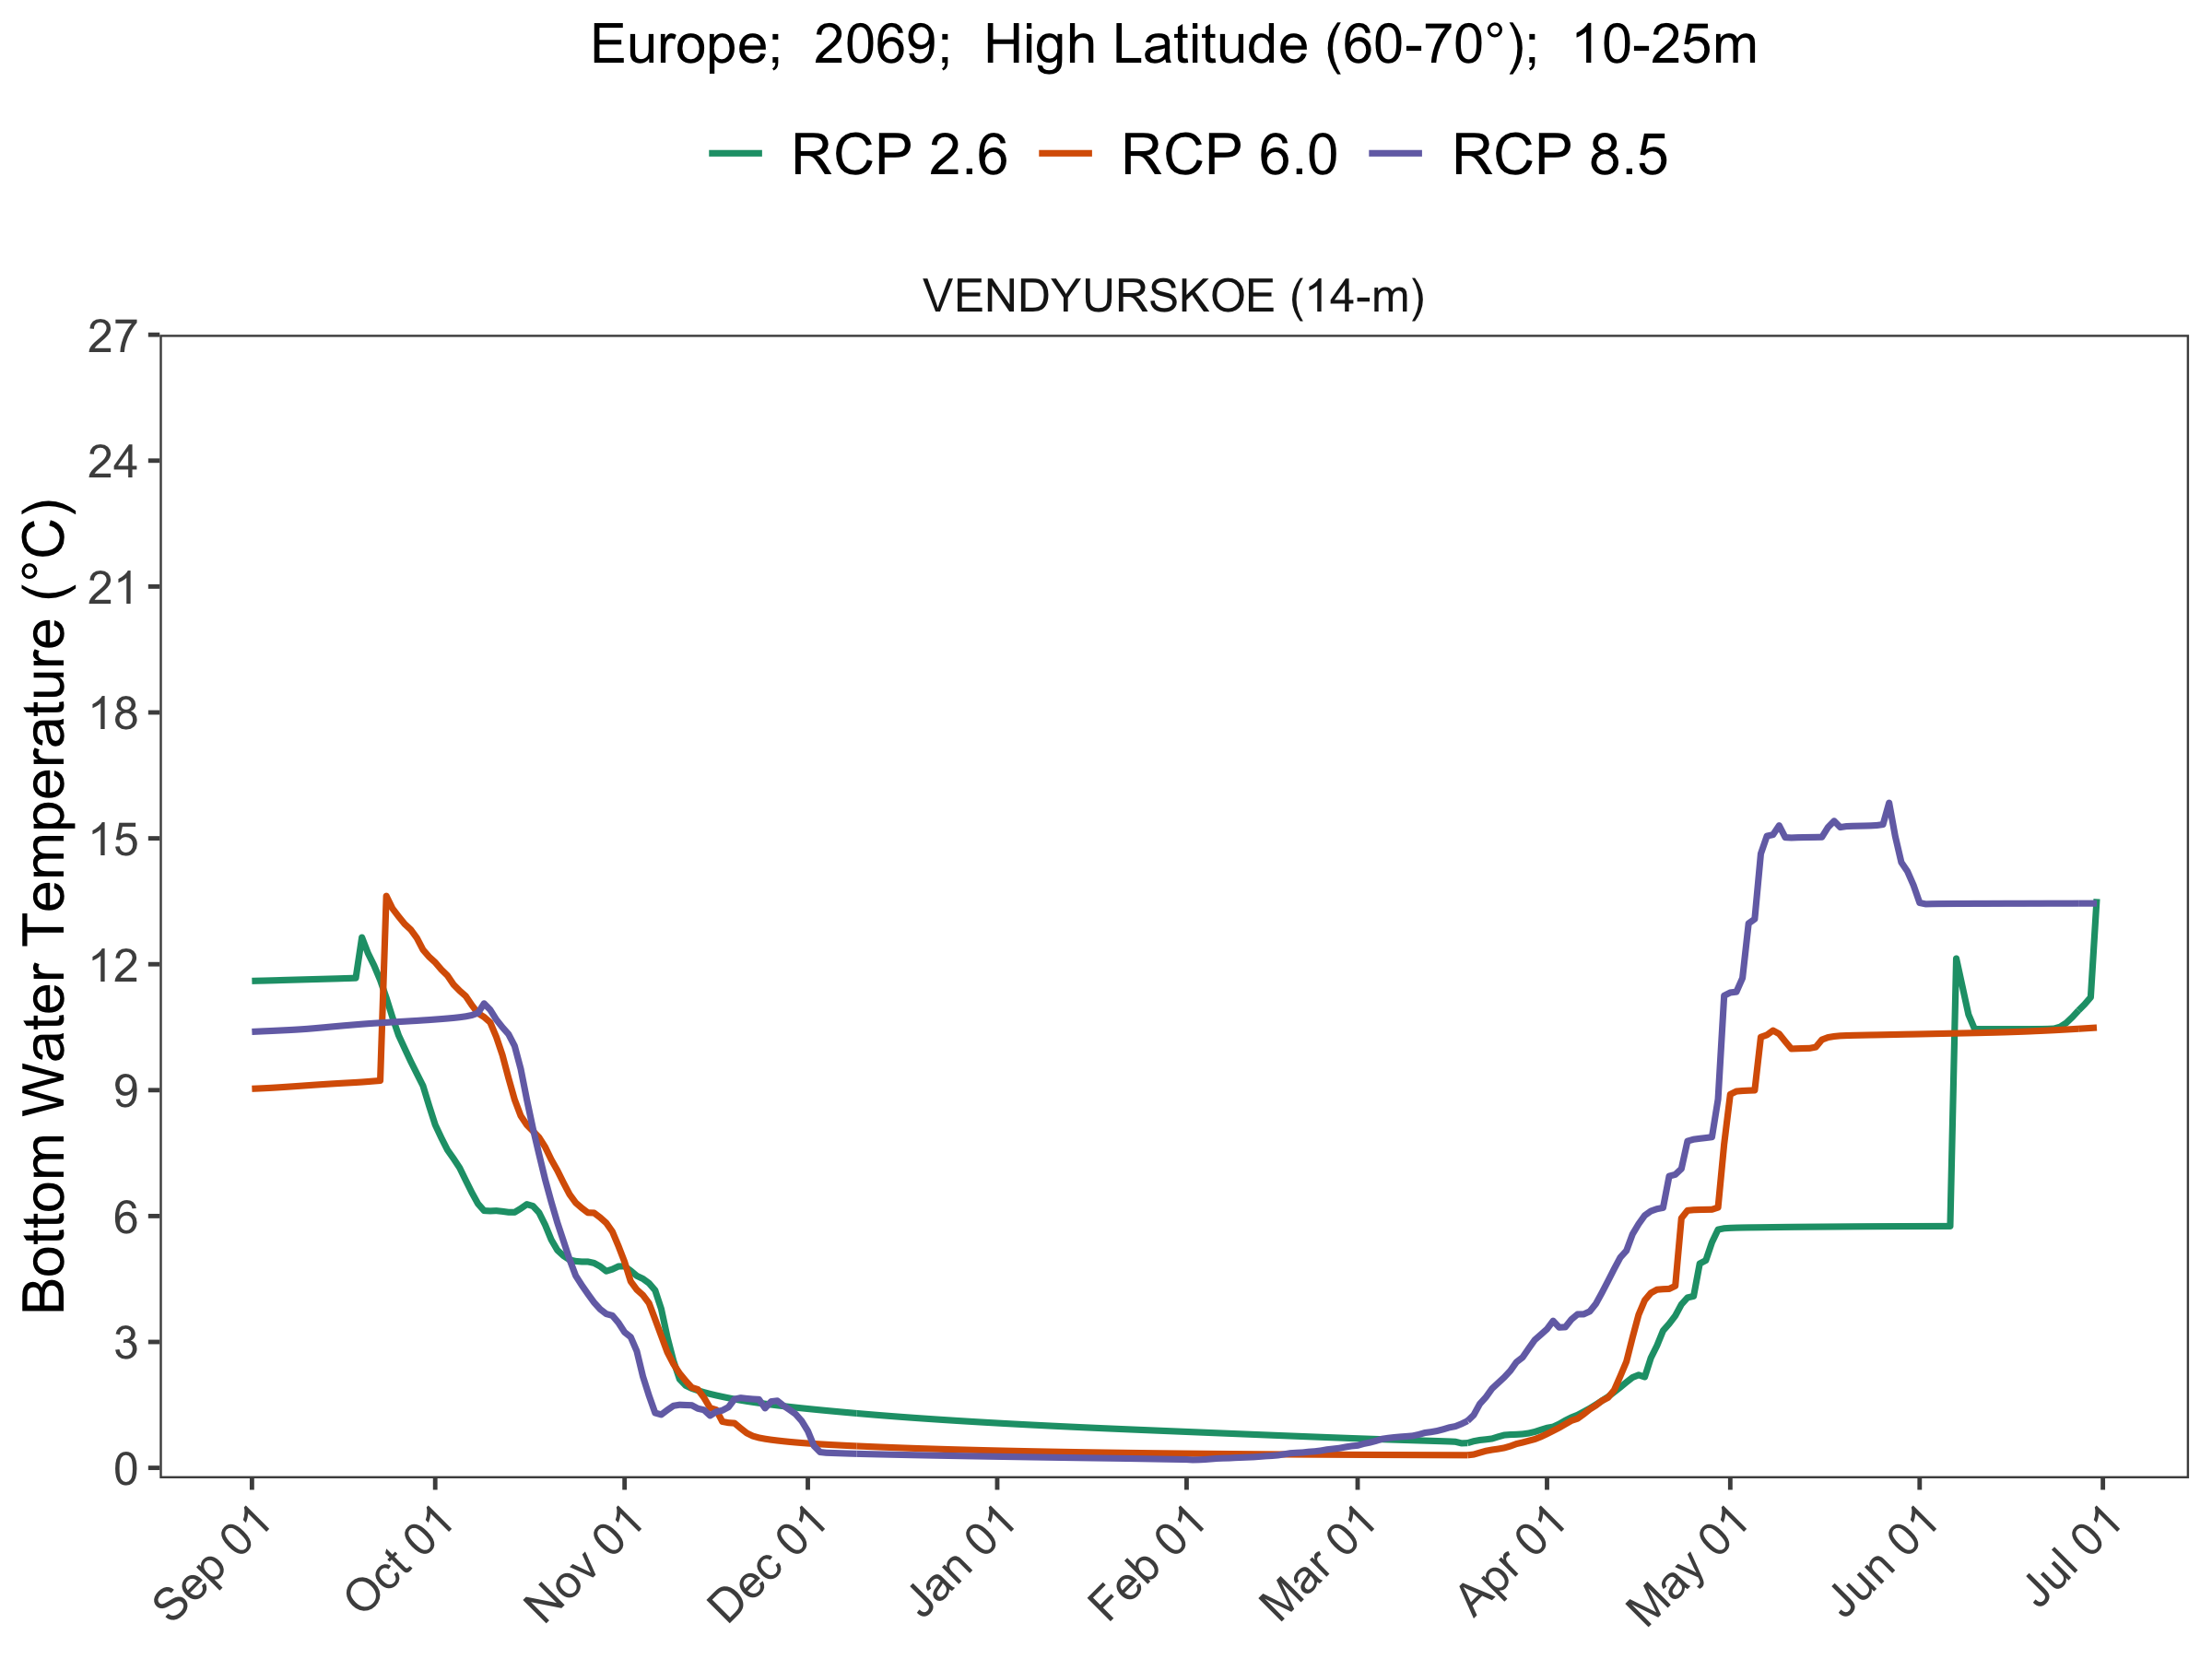 Europe;  2069;  High Latitude (60-70°);  10-25m
RCP 2.6 RCP 6.0 RCP 8.5
VENDYURSKOE (14-m)
Bottom Water Temperature (°C)
27
24
21
18
15
12
9
6
3
0
Sep 01
Oct 01
Nov 01
Dec 01
Jan 01
Feb 01
Mar 01
Apr 01
May 01
Jun 01
Jul 01